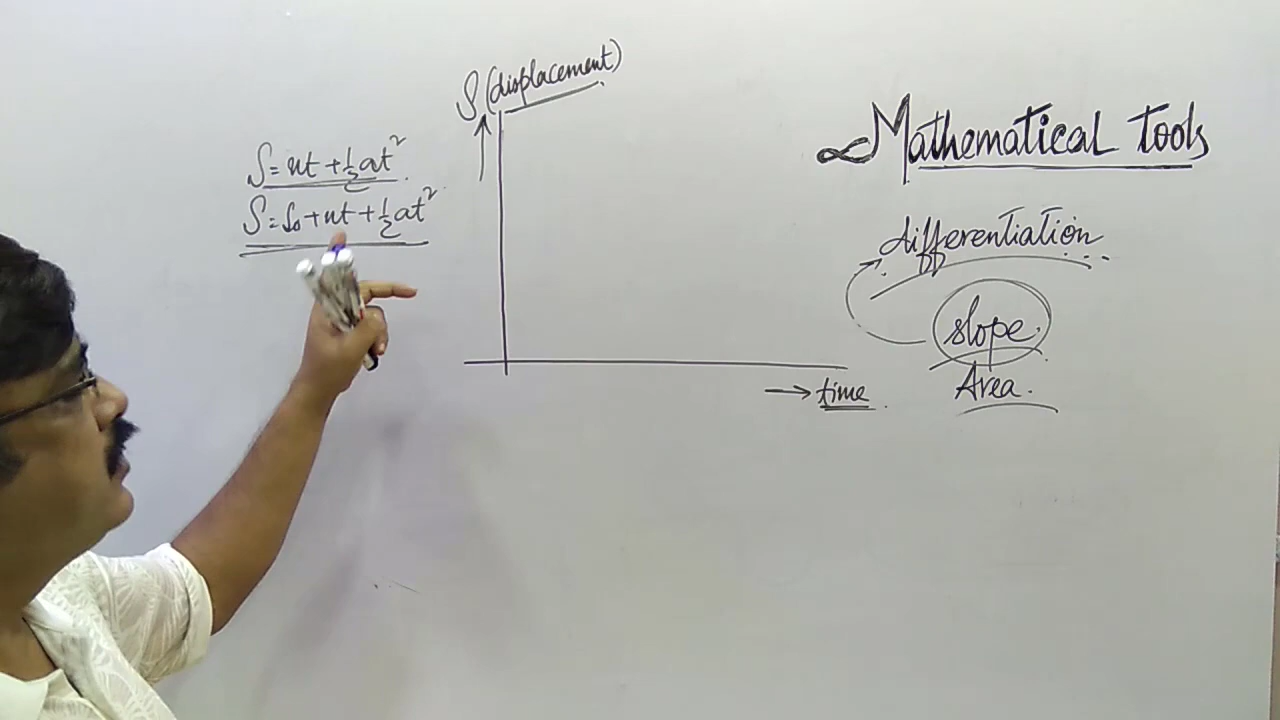 S (displacement)
S = ut + ½at²
S = S₀ + ut + ½at²
→ time
Mathematical Tools
differentiation...
slope.
Area.